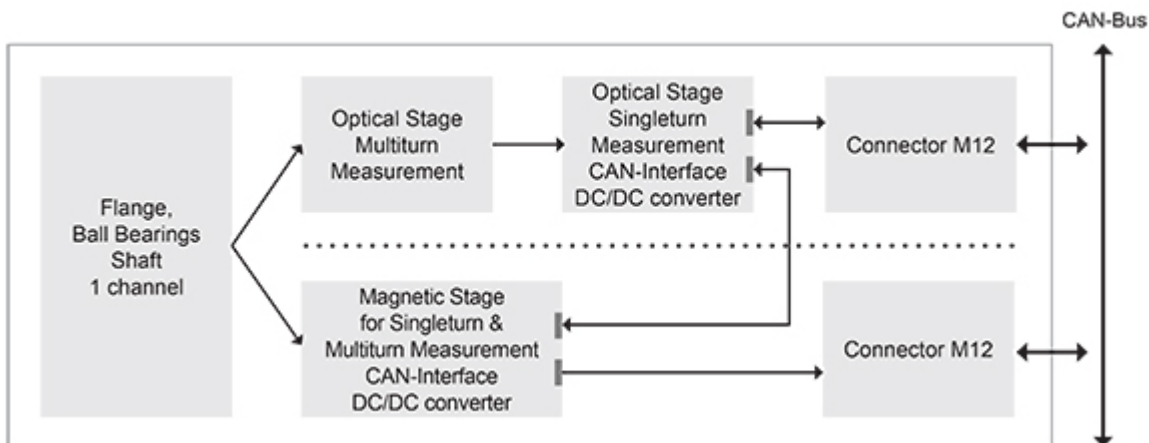 CAN-Bus
Flange,
Ball Bearings
Shaft
1 channel
Optical Stage
Multiturn
Measurement
Optical Stage
Singleturn
Measurement
CAN-Interface
DC/DC converter
Connector M12
Magnetic Stage
for Singleturn &
Multiturn Measurement
CAN-Interface
DC/DC converter
Connector M12